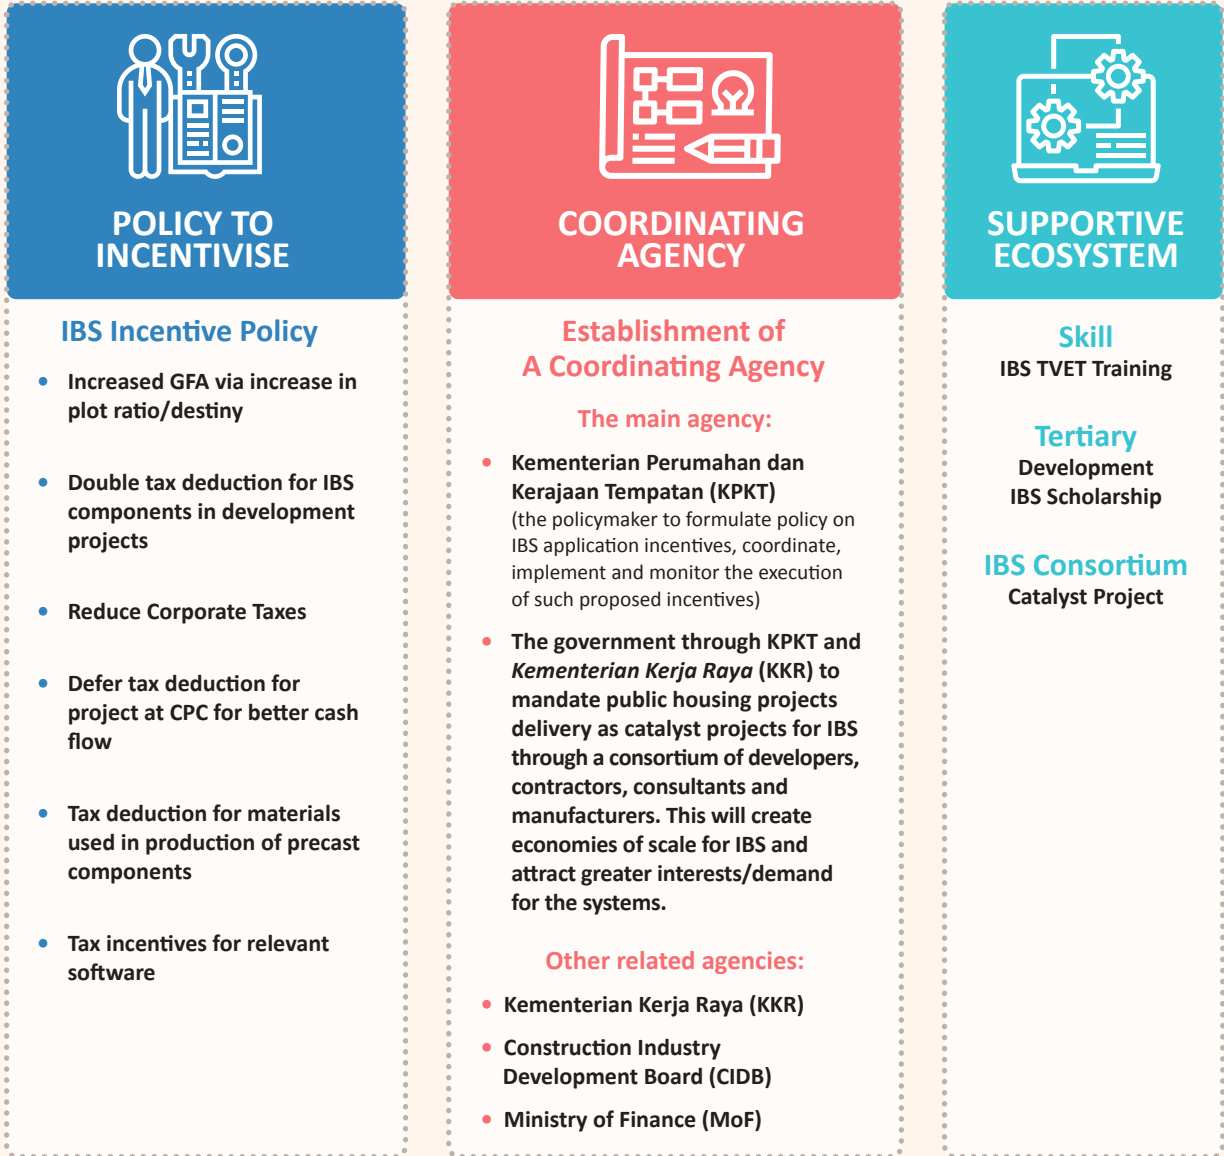 POLICY TO
INCENTIVISE
IBS Incentive Policy
• Increased GFA via increase in
plot ratio/destiny
• Double tax deduction for IBS
components in development
projects
• Reduce Corporate Taxes
• Defer tax deduction for
project at CPC for better cash
flow
• Tax deduction for materials
used in production of precast
components
• Tax incentives for relevant
software
COORDINATING
AGENCY
Establishment of
A Coordinating Agency
The main agency:
• Kementerian Perumahan dan
Kerajaan Tempatan (KPKT)
(the policymaker to formulate policy on
IBS application incentives, coordinate,
implement and monitor the execution
of such proposed incentives)
• The government through KPKT and
Kementerian Kerja Raya (KKR) to
mandate public housing projects
delivery as catalyst projects for IBS
through a consortium of developers,
contractors, consultants and
manufacturers. This will create
economies of scale for IBS and
attract greater interests/demand
for the systems.
Other related agencies:
• Kementerian Kerja Raya (KKR)
• Construction Industry
Development Board (CIDB)
• Ministry of Finance (MoF)
SUPPORTIVE
ECOSYSTEM
Skill
IBS TVET Training
Tertiary
Development
IBS Scholarship
IBS Consortium
Catalyst Project